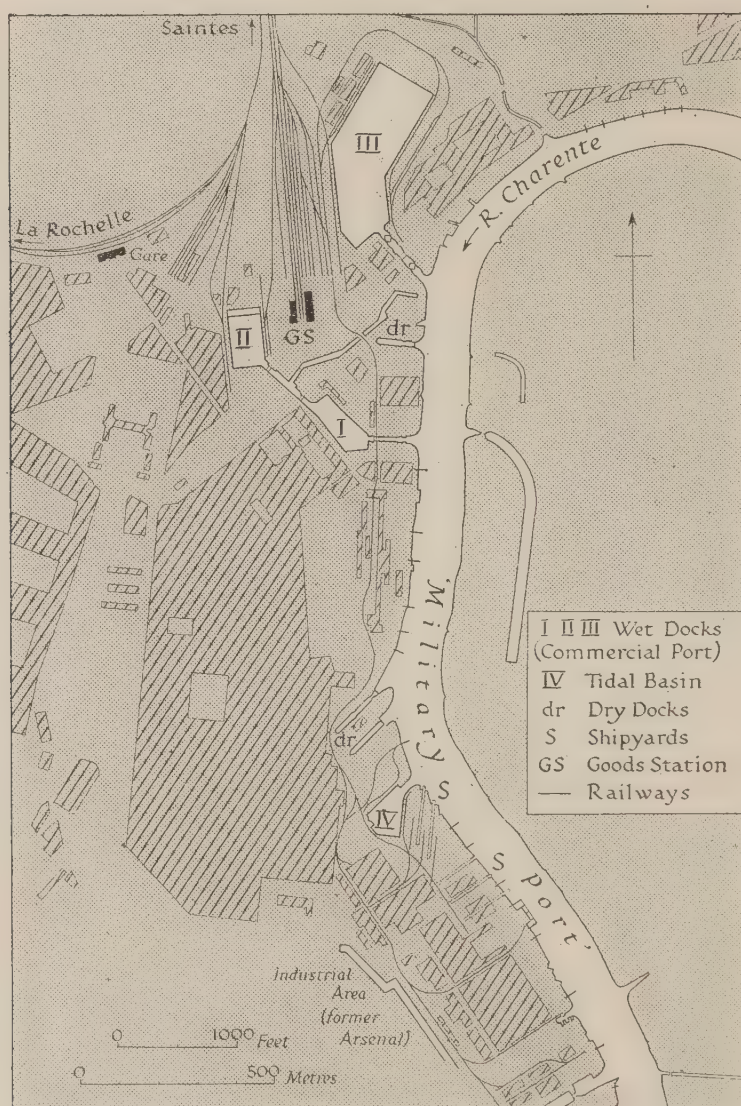 Saintes
III
R. Charente
La Rochelle
Gare
II
GS
dr
I
'Military
port'
dr
S
IV
S
I II III Wet Docks
(Commercial Port)
IV Tidal Basin
dr Dry Docks
S Shipyards
GS Goods Station
— Railways
Industrial
Area
(former
Arsenal)
0 1000 Feet
0 500 Metres